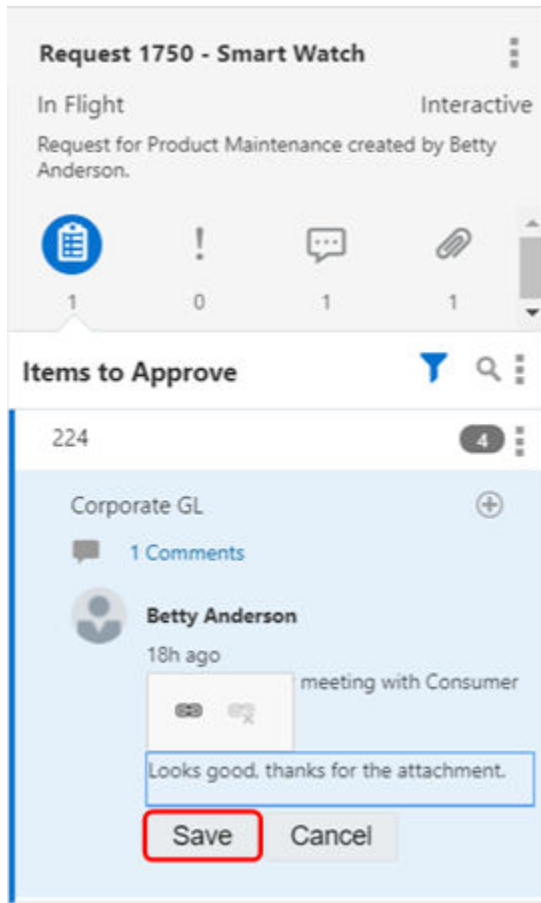 Request 1750 - Smart Watch
In Flight Interactive
Request for Product Maintenance created by Betty
Anderson.
1 0 1 1
Items to Approve
224 4
Corporate GL
1 Comments
Betty Anderson
18h ago
meeting with Consumer
Looks good, thanks for the attachment.
Save Cancel